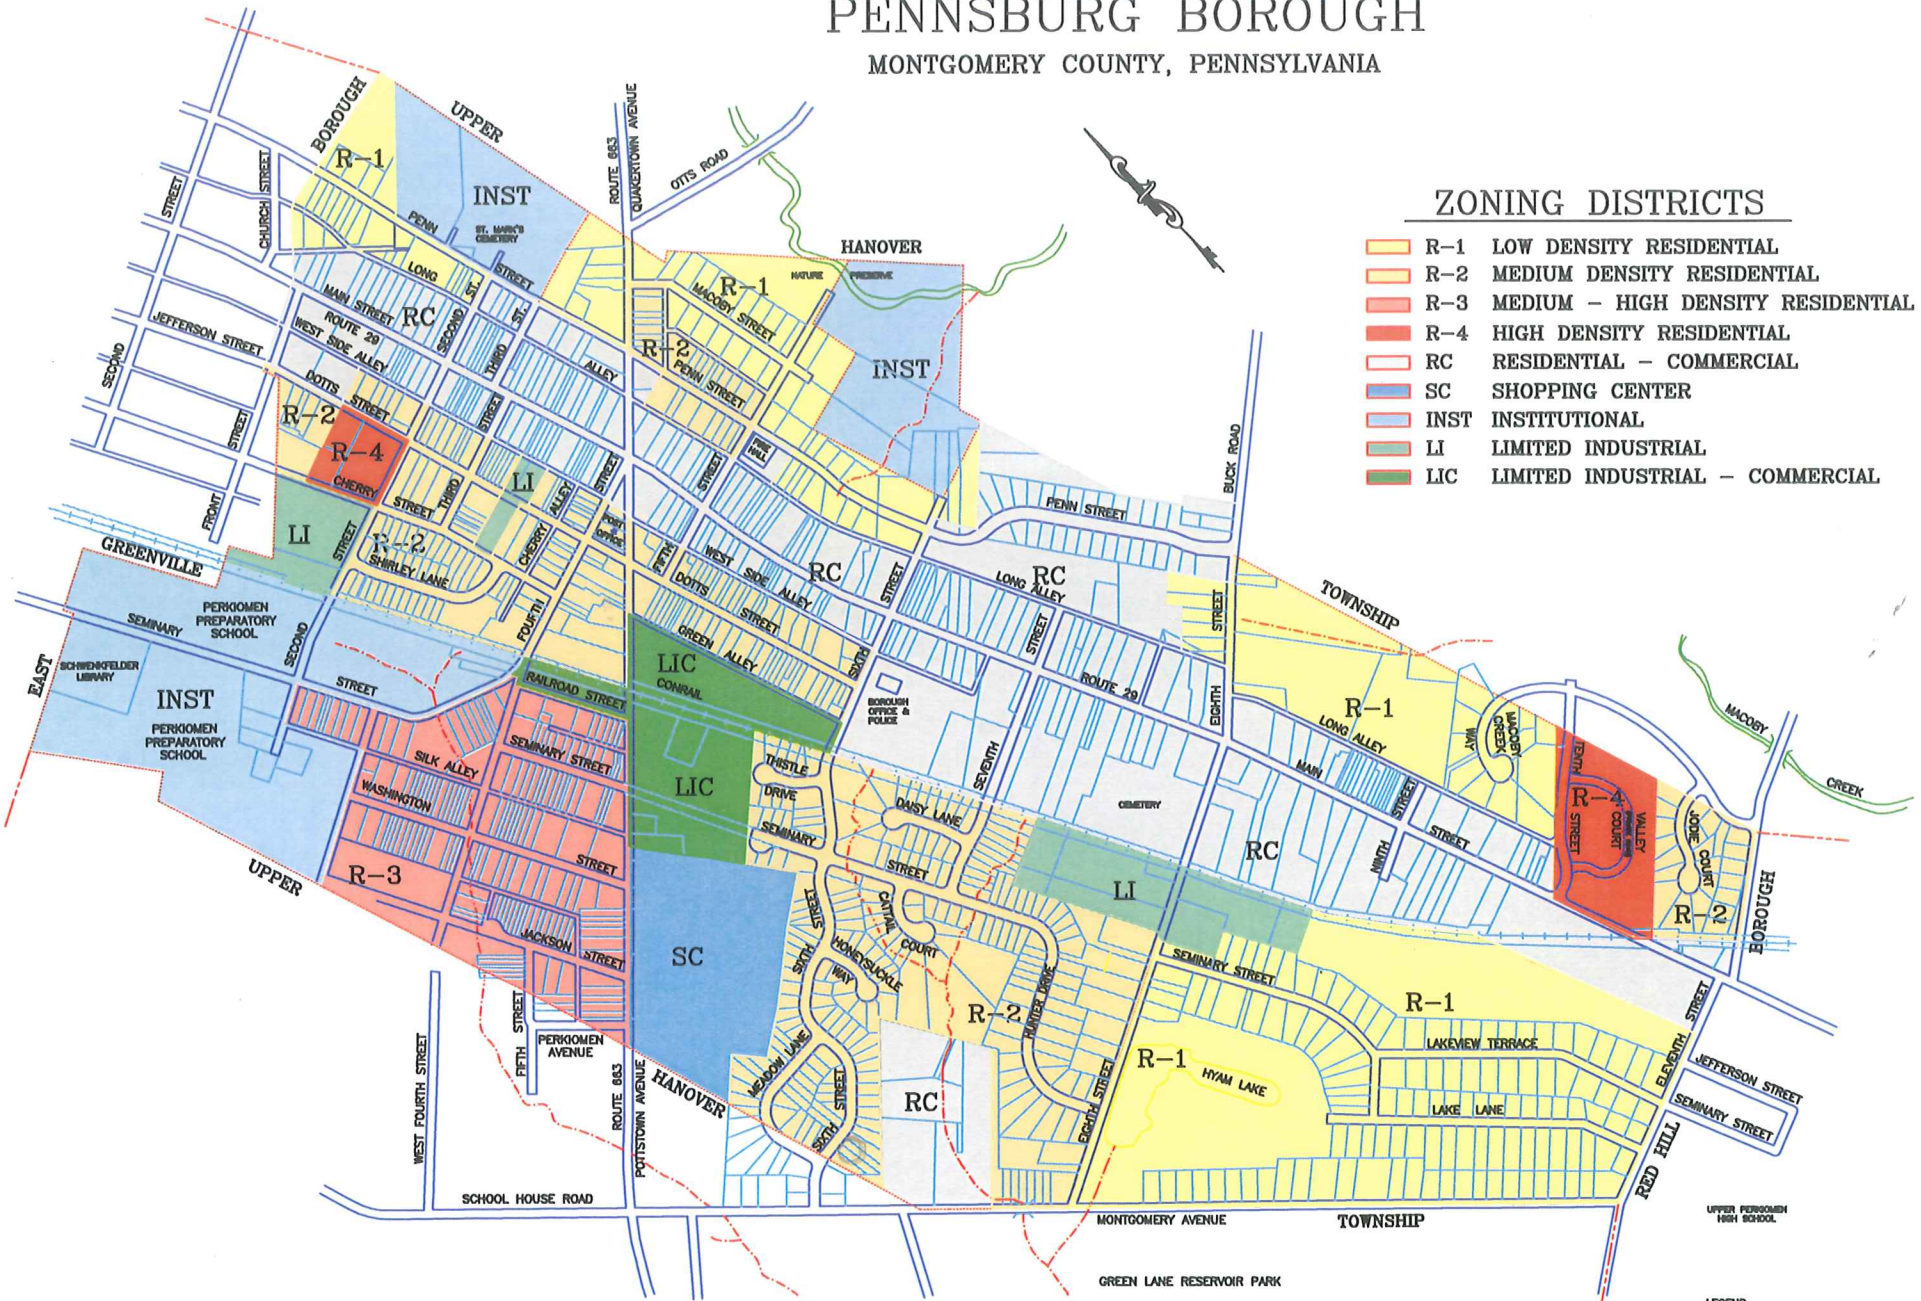 PENNSBURG BOROUGH
MONTGOMERY COUNTY, PENNSYLVANIA
ZONING DISTRICTS
R-1 LOW DENSITY RESIDENTIAL
R-2 MEDIUM DENSITY RESIDENTIAL
R-3 MEDIUM - HIGH DENSITY RESIDENTIAL
R-4 HIGH DENSITY RESIDENTIAL
RC RESIDENTIAL - COMMERCIAL
SC SHOPPING CENTER
INST INSTITUTIONAL
LI LIMITED INDUSTRIAL
LIC LIMITED INDUSTRIAL - COMMERCIAL
BOROUGH
UPPER
R-1
INST
ST. MARK'S
CEMETERY
ROUTE 663
QUAKERTOWN AVENUE
OTTS ROAD
HANOVER
NATURE PRESERVE
STREET
CHURCH STREET
PENN
STREET
LONG
ST.
ST.
MAIN STREET
ROUTE 29
WEST
SIDE ALLEY
RC
SECOND
THIRD
ALLEY
R-1
MACOBY
STREET
R-2
PENN STREET
INST
JEFFERSON STREET
SECOND
DOTTS
STREET
R-2
R-4
CHERRY
STREET
STREET
FRONT
STREET
THIRD
LI
CHERRY
ALLEY
STREET
POST
OFFICE
FIRE
HALL
STREET
FIFTH
PENN STREET
BUCK ROAD
LI
STREET
R-2
SHIRLEY LANE
GREENVILLE
PERKIOMEN
PREPARATORY
SCHOOL
SEMINARY
SECOND
FOURTH
WEST SIDE
ALLEY
DOTTS
STREET
GREEN ALLEY
RC
STREET
SIXTH
LONG
ALLEY
RC
STREET
STREET
EIGHTH
TOWNSHIP
EAST
SCHWENKFELDER
LIBRARY
INST
PERKIOMEN
PREPARATORY
SCHOOL
STREET
RAILROAD STREET
LIC
CONRAIL
LIC
BOROUGH
OFFICE &
POLICE
ROUTE 29
SEVENTH
R-1
LONG ALLEY
MAIN
STREET
STREET
NINTH
MACOBY
CREEK
WAY
TENTH
STREET
R-4
VALLEY
COURT
JODIE
COURT
R-2
MACOBY
CREEK
BOROUGH
SILK ALLEY
SEMINARY STREET
WASHINGTON
STREET
R-3
JACKSON
STREET
UPPER
SC
THISTLE
DRIVE
SEMINARY
STREET
DAISY LANE
CEMETERY
RC
LI
STREET
SIXTH
CATTAIL
COURT
HONEYSUCKLE
WAY
R-2
HUNTER DRIVE
SEMINARY STREET
R-1
LAKEVIEW TERRACE
R-1
HYAM LAKE
LAKE LANE
STREET
ELEVENTH
JEFFERSON STREET
SEMINARY STREET
RED HILL
WEST FOURTH STREET
FIFTH STREET
PERKIOMEN
AVENUE
ROUTE 663
POTTSTOWN AVENUE
HANOVER
MEADOW LANE
STREET
SIXTH
RC
EIGHTH STREET
SCHOOL HOUSE ROAD
MONTGOMERY AVENUE
TOWNSHIP
UPPER PERKIOMEN
HIGH SCHOOL
GREEN LANE RESERVOIR PARK
LEGEND